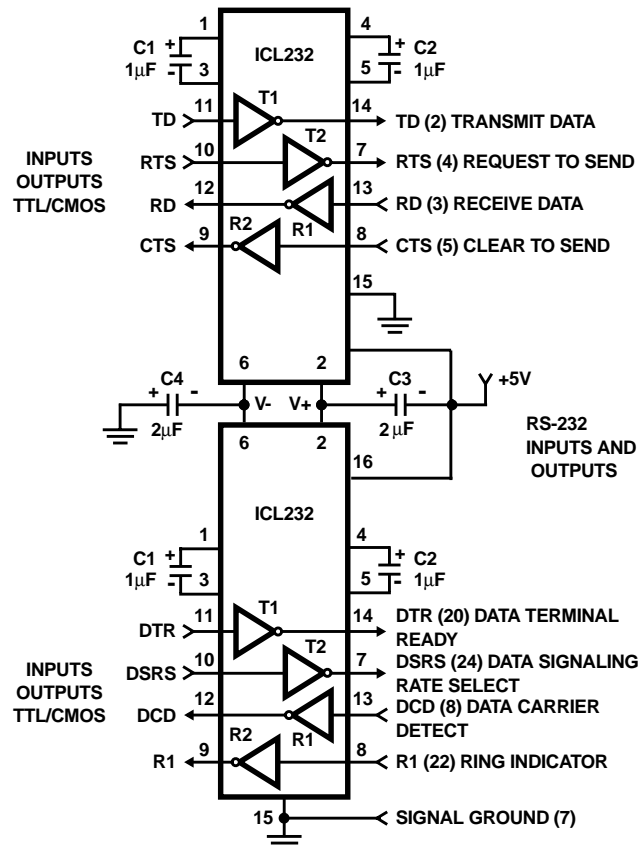 1 4
C1 + ICL232 + C2
1µF - 3 5 - 1µF
T1
TD 11 14 TD (2) TRANSMIT DATA
T2
INPUTS
OUTPUTS
TTL/CMOS
RTS 10 7 RTS (4) REQUEST TO SEND
RD 12 13 RD (3) RECEIVE DATA
R2 R1
CTS 9 8 CTS (5) CLEAR TO SEND
15
6 2
C4 C3
+ - V- V+ + - +5V
2µF 2µF
RS-232
INPUTS AND
OUTPUTS
6 2
16
ICL232
1 4
C1 + + C2
1µF - 3 5 - 1µF
T1
DTR 11 14 DTR (20) DATA TERMINAL
READY
T2
INPUTS
OUTPUTS
TTL/CMOS
DSRS 10 7 DSRS (24) DATA SIGNALING
RATE SELECT
DCD 12 13 DCD (8) DATA CARRIER
DETECT
R2 R1
R1 9 8 R1 (22) RING INDICATOR
15 SIGNAL GROUND (7)